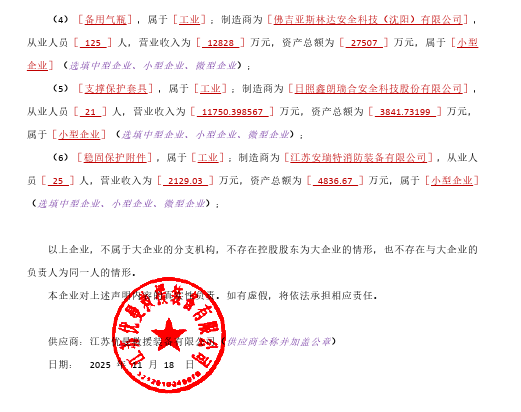 （4）［备用气瓶］，属于［工业］；制造商为［佛吉亚斯林达安全科技（沈阳）有限公司］，
从业人员［125］人，营业收入为［12828］万元，资产总额为［27507］万元，属于［小型
企业］（选填中型企业、小型企业、微型企业）；
（5）［支撑保护套具］，属于［工业］；制造商为［日照鑫朗瑞合安全科技股份有限公司］，
从业人员［21］人，营业收入为［11750.398567］万元，资产总额为［3841.73199］万元，
属于［小型企业］（选填中型企业、小型企业、微型企业）；
（6）［稳固保护附件］，属于［工业］；制造商为［江苏安瑞特消防装备有限公司］，从业人
员［25］人，营业收入为［2129.03］万元，资产总额为［4836.67］万元，属于［小型企业］
（选填中型企业、小型企业、微型企业）；
以上企业，不属于大企业的分支机构，不存在控股股东为大企业的情形，也不存在与大企业的
负责人为同一人的情形。
本企业对上述声明内容的真实性负责。如有虚假，将依法承担相应责任。
供应商：江苏优曼救援装备有限公司（供应商全称并加盖公章）
日期： 2025 年 11 月 18 日